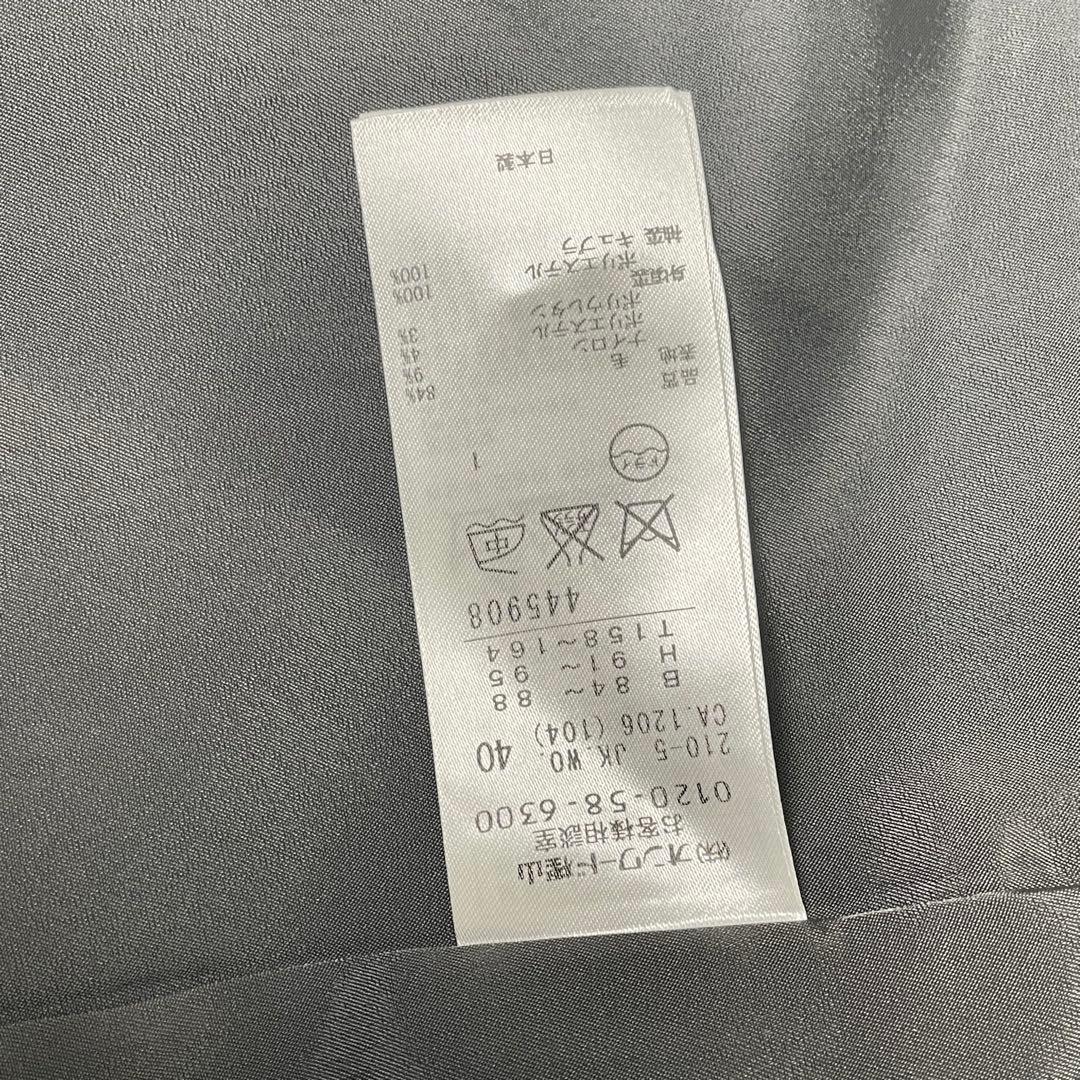 ㈱オンワード樫山
お客様相談室
0120-58-6300
210-5 JK.WO. 40
CA.1206 (104)
B 84~ 88
H 91~ 95
T158~164
445908
中
ドライ 1
品質
表地 毛 84%
ナイロン 9%
ポリエステル 4%
ポリウレタン 3%
身頃裏 ポリエステル 100%
袖裏 キュプラ 100%
日本製